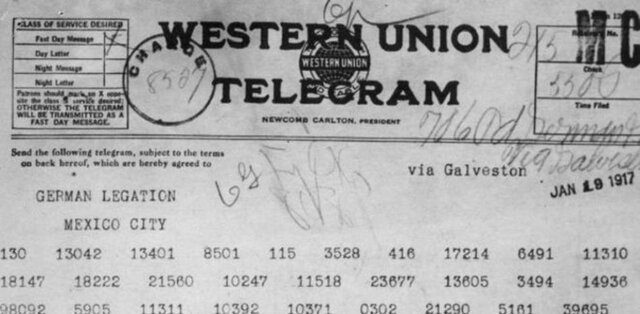 CLASS OF SERVICE DESIRED
Fast Day Message
Day Letter
Night Message
Night Letter
Patrons should mark an X oppo-
site the class of service desired;
OTHERWISE THE TELEGRAM
WILL BE TRANSMITTED AS A
FAST DAY MESSAGE.
CHARGE
WESTERN UNION
WESTERN UNION
TELEGRAM
NEWCOMB CARLTON, PRESIDENT
Check
Time Filed
Send the following telegram, subject to the terms
on back hereof, which are hereby agreed to
via Galveston
JAN 19 1917
GERMAN LEGATION
MEXICO CITY
130 13042 13401 8501 115 3528 416 17214 6491 11310
18147 18222 21560 10247 11518 23677 13605 3494 14936
98092 5905 11311 10392 10371 0302 21290 5161 39695